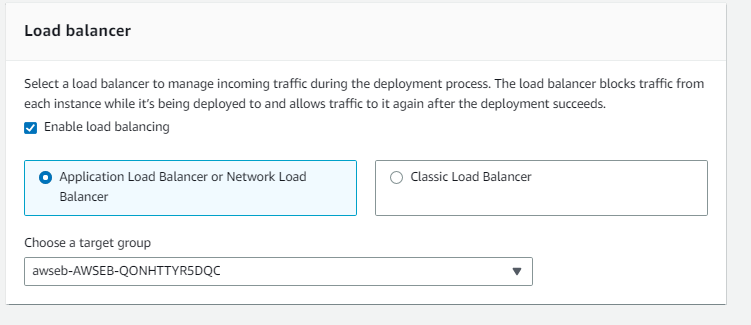 Load balancer
Select a load balancer to manage incoming traffic during the deployment process. The load balancer blocks traffic from
each instance while it's being deployed to and allows traffic to it again after the deployment succeeds.
Enable load balancing
Application Load Balancer or Network Load
Balancer
Classic Load Balancer
Choose a target group
awseb-AWSEB-QONHTTYR5DQC